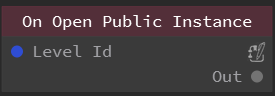 On Open Public Instance
Level Id
Out